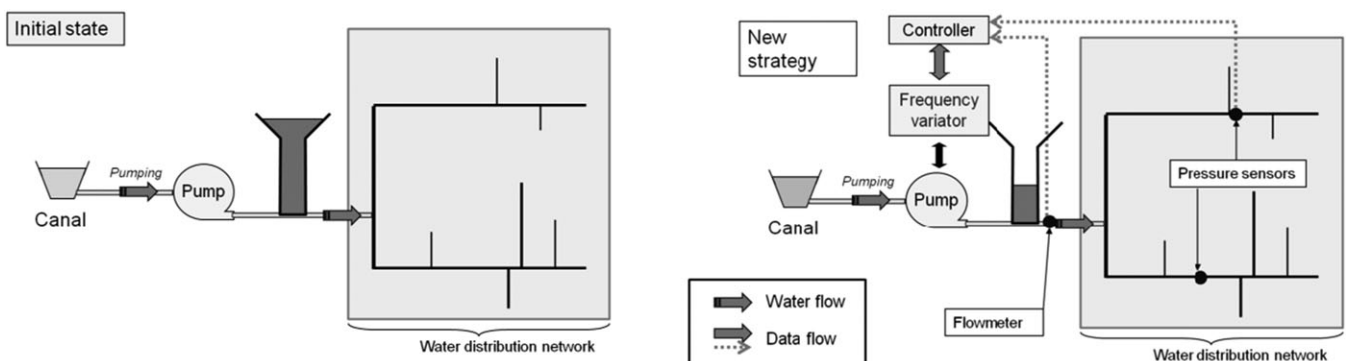 Initial state
Pumping
Pump
Canal
Water distribution network
New
strategy
Controller
Frequency
variator
Pumping
Pump
Canal
Pressure sensors
Flowmeter
Water flow
Data flow
Water distribution network